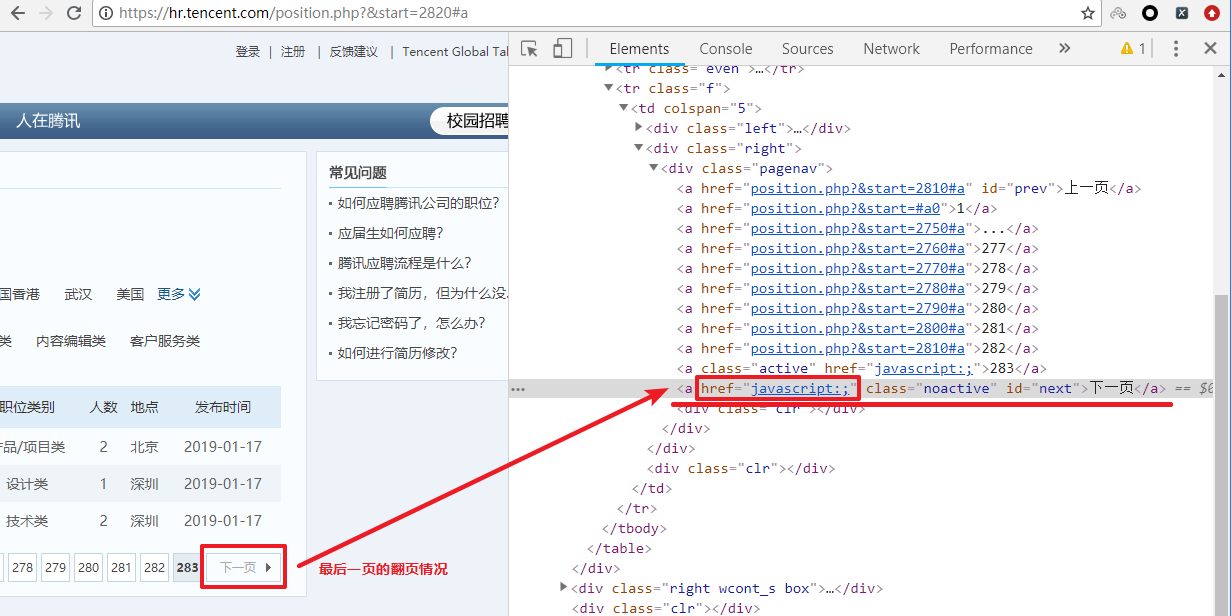 https://hr.tencent.com/position.php?&start=2820#a
登录 | 注册 | 反馈建议 | Tencent Global Tal
人在腾讯
校园招聘
常见问题
· 如何应聘腾讯公司的职位?
· 应届生如何应聘?
· 腾讯应聘流程是什么?
· 我注册了简历，但为什么没
· 我忘记密码了，怎么办?
· 如何进行简历修改?
国香港 武汉 美国 更多
类 内容编辑类 客户服务类
职位类别 人数 地点 发布时间
产品/项目类 2 北京 2019-01-17
设计类 1 深圳 2019-01-17
技术类 2 深圳 2019-01-17
278 279 280 281 282 283 下一页
最后一页的翻页情况
Elements Console Sources Network Performance » 1
▶<tr class="even">…</tr>
▼<tr class="f">
▼<td colspan="5">
▶<div class="left">…</div>
▼<div class="right">
▼<div class="pagenav">
<a href="position.php?&start=2810#a" id="prev">上一页</a>
<a href="position.php?&start=#a0">1</a>
<a href="position.php?&start=2750#a">...</a>
<a href="position.php?&start=2760#a">277</a>
<a href="position.php?&start=2770#a">278</a>
<a href="position.php?&start=2780#a">279</a>
<a href="position.php?&start=2790#a">280</a>
<a href="position.php?&start=2800#a">281</a>
<a href="position.php?&start=2810#a">282</a>
<a class="active" href="javascript:;">283</a>
<a href="javascript:;" class="noactive" id="next">下一页</a> == $0
<div class="clr"></div>
</div>
</div>
<div class="clr"></div>
</td>
</tr>
</tbody>
</table>
</div>
▶<div class="right wcont_s box">…</div>
<div class="clr"></div>